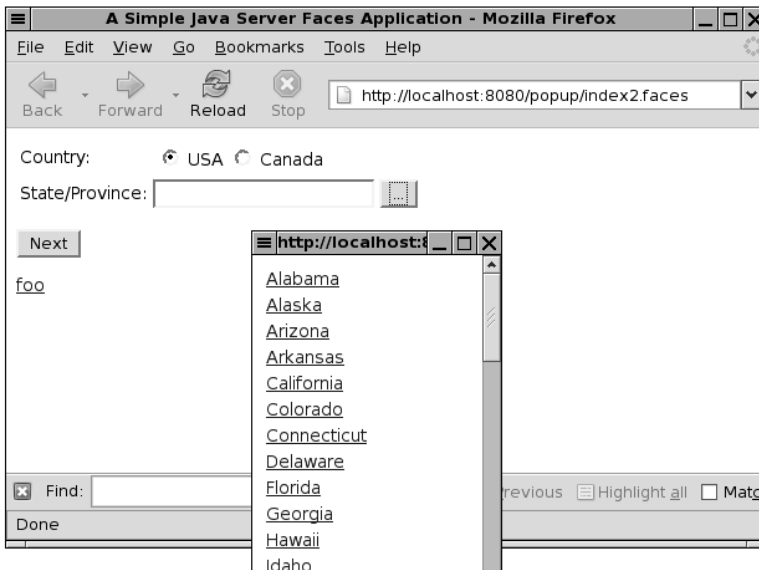 A Simple Java Server Faces Application - Mozilla Firefox
File Edit View Go Bookmarks Tools Help
Back Forward Reload Stop
http://localhost:8080/popup/index2.faces
Country: USA Canada
State/Province: ...
Next
foo
http://localhost:8
Alabama
Alaska
Arizona
Arkansas
California
Colorado
Connecticut
Delaware
Florida
Georgia
Hawaii
Idaho
Find: revious Highlight all Matc
Done